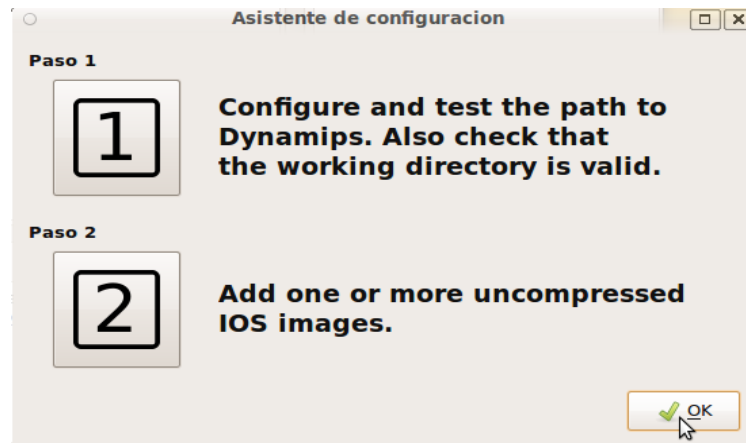 Asistente de configuracion
Paso 1
1
Configure and test the path to
Dynamips. Also check that
the working directory is valid.
Paso 2
2
Add one or more uncompressed
IOS images.
OK